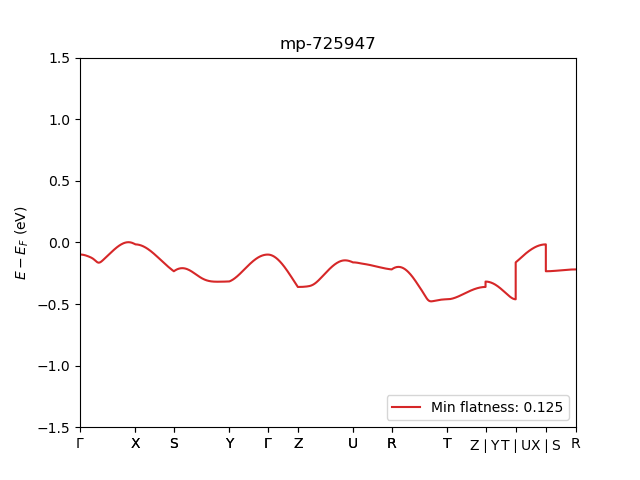 mp-725947
E − E_F (eV)
1.5
1.0
0.5
0.0
−0.5
−1.0
−1.5
Min flatness: 0.125
Γ X S Y Γ Z U R T Z | Y T | U X | S R